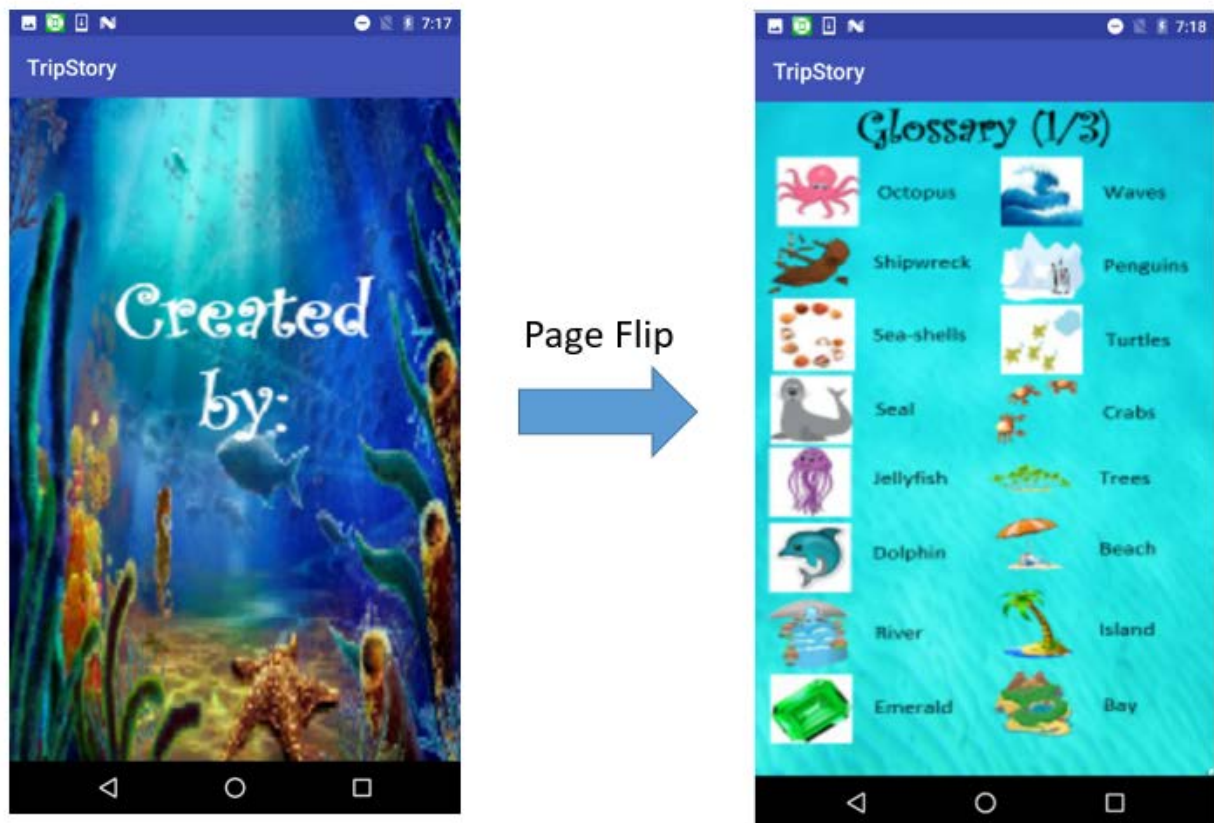 7:17
TripStory
Created
by:
Page Flip
7:18
TripStory
Glossary (1/3)
Octopus
Waves
Shipwreck
Penguins
Sea-shells
Turtles
Seal
Crabs
Jellyfish
Trees
Dolphin
Beach
River
Island
Emerald
Bay